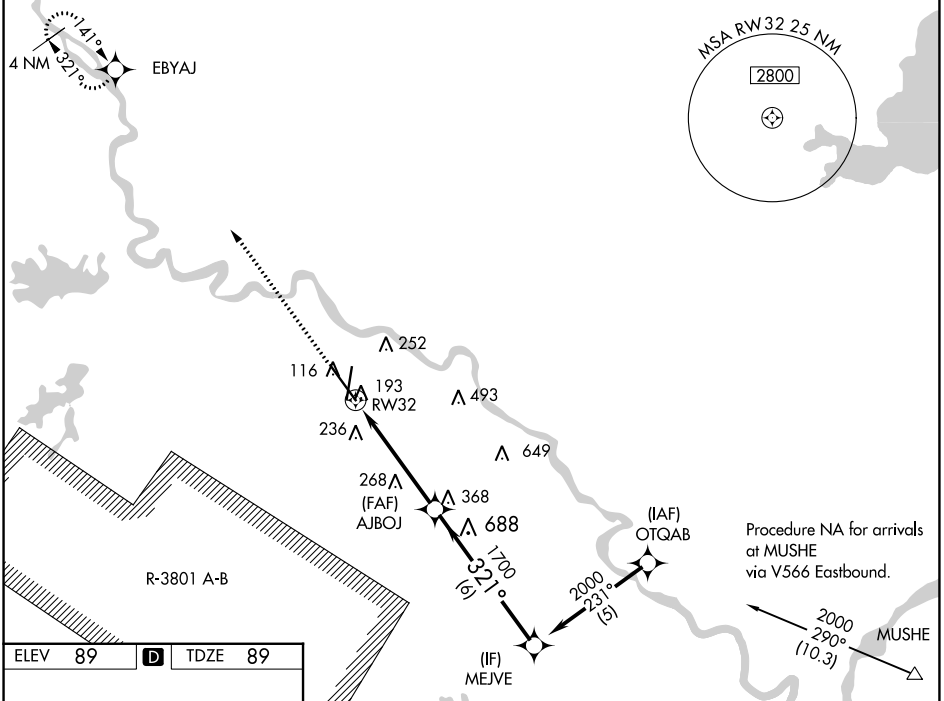 141°
321°
4 NM
EBYAJ
MSA RW32 25 NM
2800
252
116
193
RW32
493
236
649
268
368
(FAF)
AJBOJ
688
1700
321°
(6)
(IAF)
OTQAB
2000
231°
(5)
(IF)
MEJVE
Procedure NA for arrivals
at MUSHE
via V566 Eastbound.
R-3801 A-B
2000
290°
(10.3)
MUSHE
ELEV 89 D TDZE 89